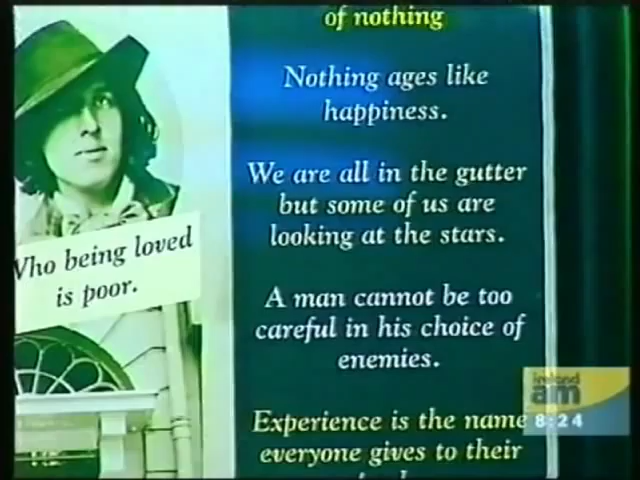 of nothing
Nothing ages like
happiness.
We are all in the gutter
but some of us are
looking at the stars.
A man cannot be too
careful in his choice of
enemies.
Experience is the name
everyone gives to their
Who being loved
is poor.
ireland
am
8:24